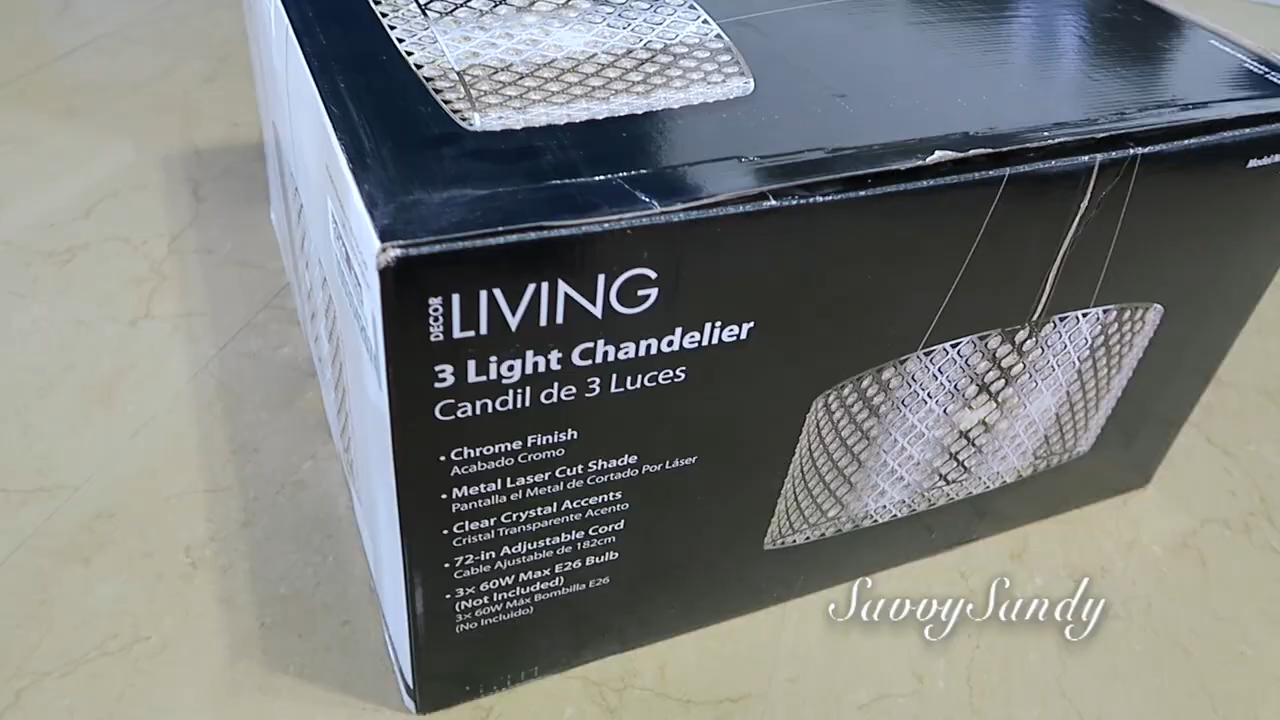 DECOR LIVING
3 Light Chandelier
Candil de 3 Luces
• Chrome Finish
Acabado Cromo
• Metal Laser Cut Shade
Pantalla el Metal de Cortado Por Láser
• Clear Crystal Accents
Cristal Transparente Acento
• 72-in Adjustable Cord
Cable Ajustable de 182cm
• 3× 60W Max E26 Bulb
(Not Included)
3× 60W Máx Bombilla E26
(No Incluido)
SavvySandy